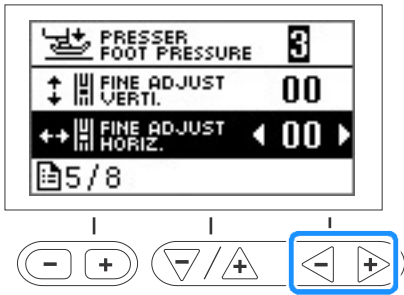 PRESSER
FOOT PRESSURE 3
FINE ADJUST
VERTI. 00
FINE ADJUST
HORIZ. 00
5/8
- + - / + - +